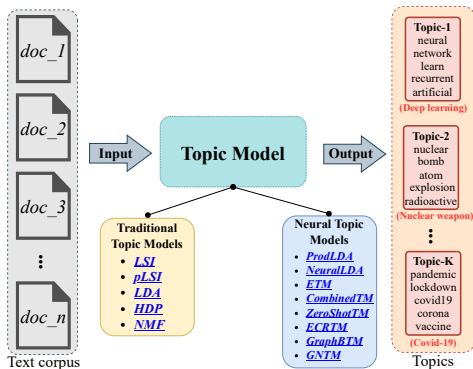 doc_1
doc_2
doc_3
doc_n
Text corpus
Input
Topic Model
Output
Traditional
Topic Models
• LSI
• pLSI
• LDA
• HDP
• NMF
Neural Topic
Models
• ProdLDA
• NeuralLDA
• ETM
• CombinedTM
• ZeroShotTM
• ECRTM
• GraphBTM
• GNTM
Topic-1
neural
network
learn
recurrent
artificial
(Deep learning)
Topic-2
nuclear
bomb
atom
explosion
radioactive
(Nuclear weapon)
Topic-K
pandemic
lockdown
covid19
corona
vaccine
(Covid-19)
Topics